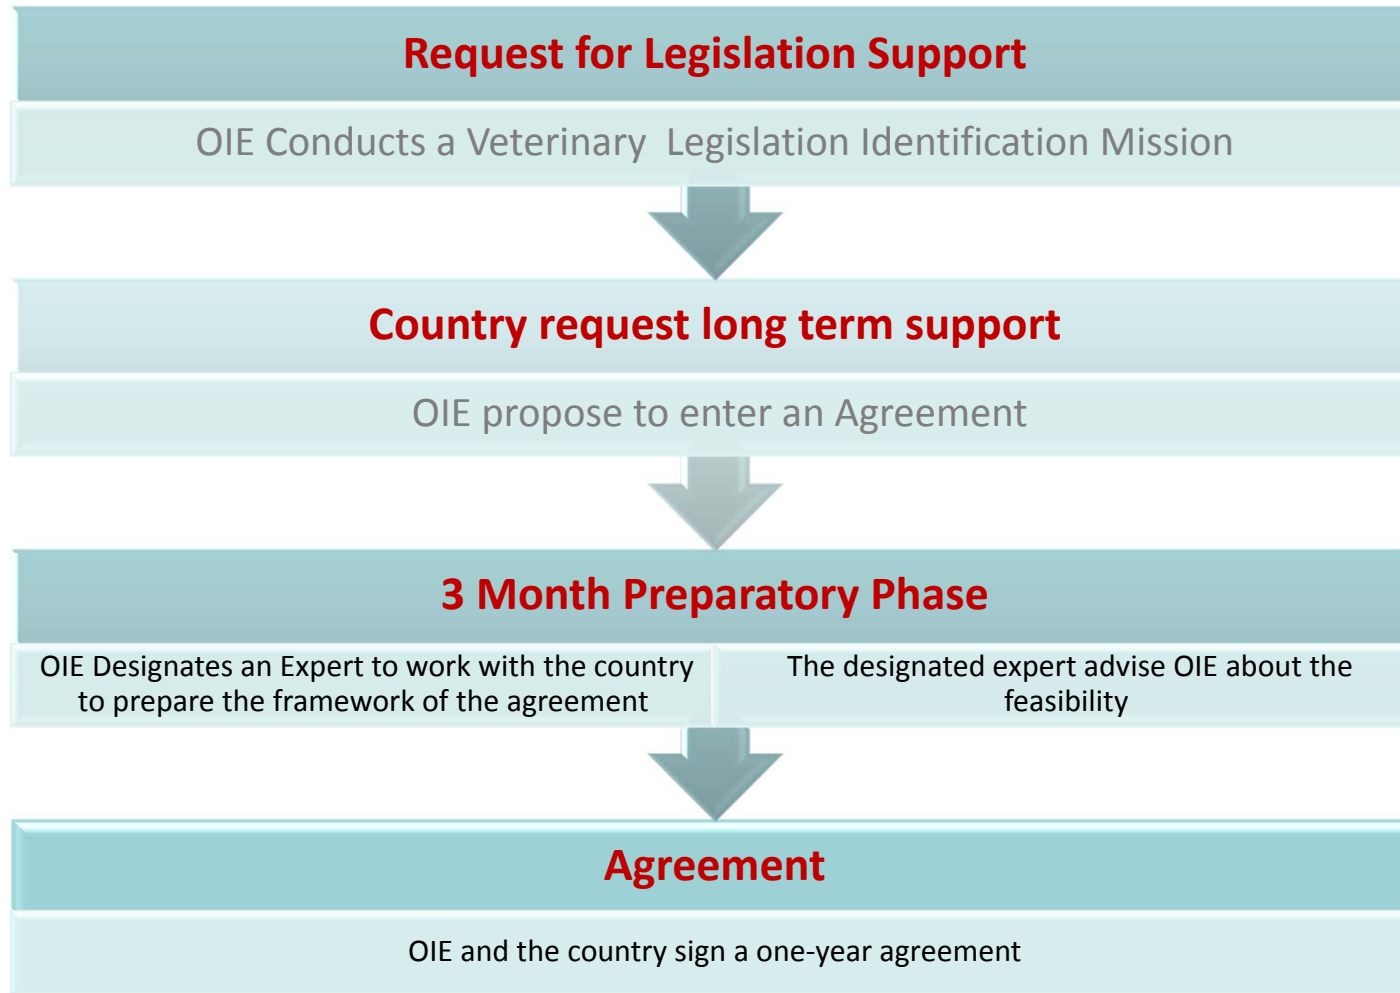 Request for Legislation Support
OIE Conducts a Veterinary Legislation Identification Mission
Country request long term support
OIE propose to enter an Agreement
3 Month Preparatory Phase
OIE Designates an Expert to work with the country
to prepare the framework of the agreement
The designated expert advise OIE about the
feasibility
Agreement
OIE and the country sign a one-year agreement